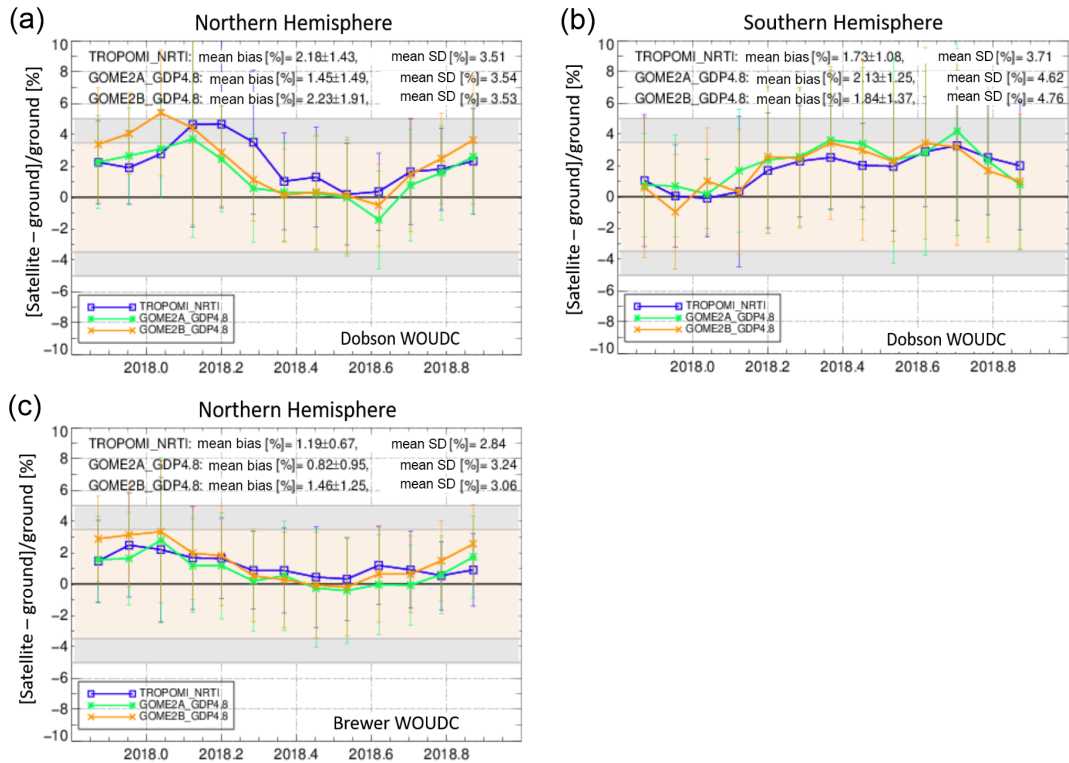 (a)
Northern Hemisphere
TROPOMI_NRTI: mean bias [%]= 2.18±1.43, mean SD [%]= 3.51
GOME2A_GDP4.8: mean bias [%]= 1.45±1.49, mean SD [%]= 3.54
GOME2B_GDP4.8: mean bias [%]= 2.23±1.91, mean SD [%]= 3.53
[Satellite – ground]/ground [%]
10
8
6
4
2
0
−2
−4
−6
−8
−10
TROPOMI_NRTI
GOME2A_GDP4.8
GOME2B_GDP4.8
Dobson WOUDC
2018.0 2018.2 2018.4 2018.6 2018.8
(b)
Southern Hemisphere
TROPOMI_NRTI: mean bias [%]= 1.73±1.08, mean SD [%]= 3.71
GOME2A_GDP4.8: mean bias [%]= 2.13±1.25, mean SD [%]= 4.62
GOME2B_GDP4.8: mean bias [%]= 1.84±1.37, mean SD [%]= 4.76
[Satellite – ground]/ground [%]
10
8
6
4
2
0
−2
−4
−6
−8
−10
TROPOMI_NRTI
GOME2A_GDP4.8
GOME2B_GDP4.8
Dobson WOUDC
2018.0 2018.2 2018.4 2018.6 2018.8
(c)
Northern Hemisphere
TROPOMI_NRTI: mean bias [%]= 1.19±0.67, mean SD [%]= 2.84
GOME2A_GDP4.8: mean bias [%]= 0.82±0.95, mean SD [%]= 3.24
GOME2B_GDP4.8: mean bias [%]= 1.46±1.25, mean SD [%]= 3.06
[Satellite – ground]/ground [%]
10
8
6
4
2
0
−2
−4
−6
−8
−10
TROPOMI_NRTI
GOME2A_GDP4.8
GOME2B_GDP4.8
Brewer WOUDC
2018.0 2018.2 2018.4 2018.6 2018.8